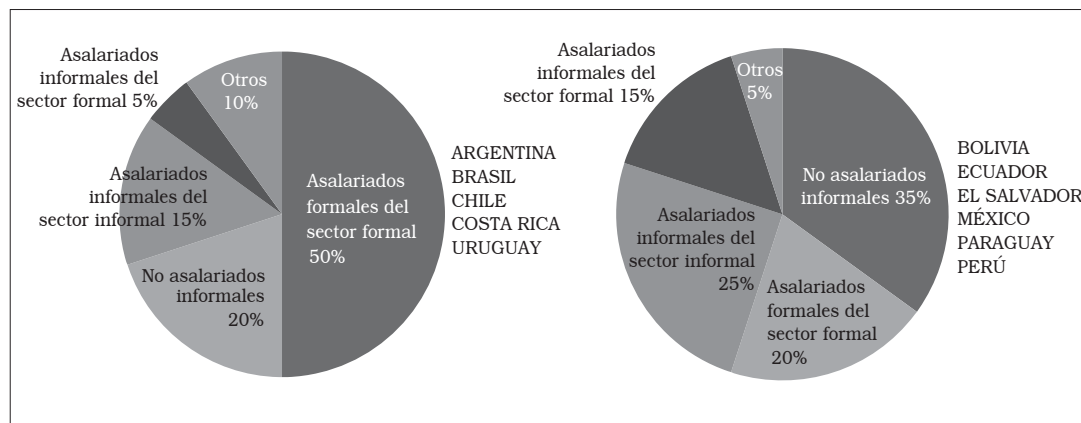 Asalariados
informales del
sector formal 5%
Otros
10%
Asalariados
informales del
sector informal 15%
Asalariados
formales del
sector formal
50%
No asalariados
informales
20%
ARGENTINA
BRASIL
CHILE
COSTA RICA
URUGUAY
Asalariados
informales del
sector formal 15%
Otros
5%
No asalariados
informales 35%
Asalariados
informales del
sector informal
25%
Asalariados
formales del
sector formal
20%
BOLIVIA
ECUADOR
EL SALVADOR
MÉXICO
PARAGUAY
PERÚ